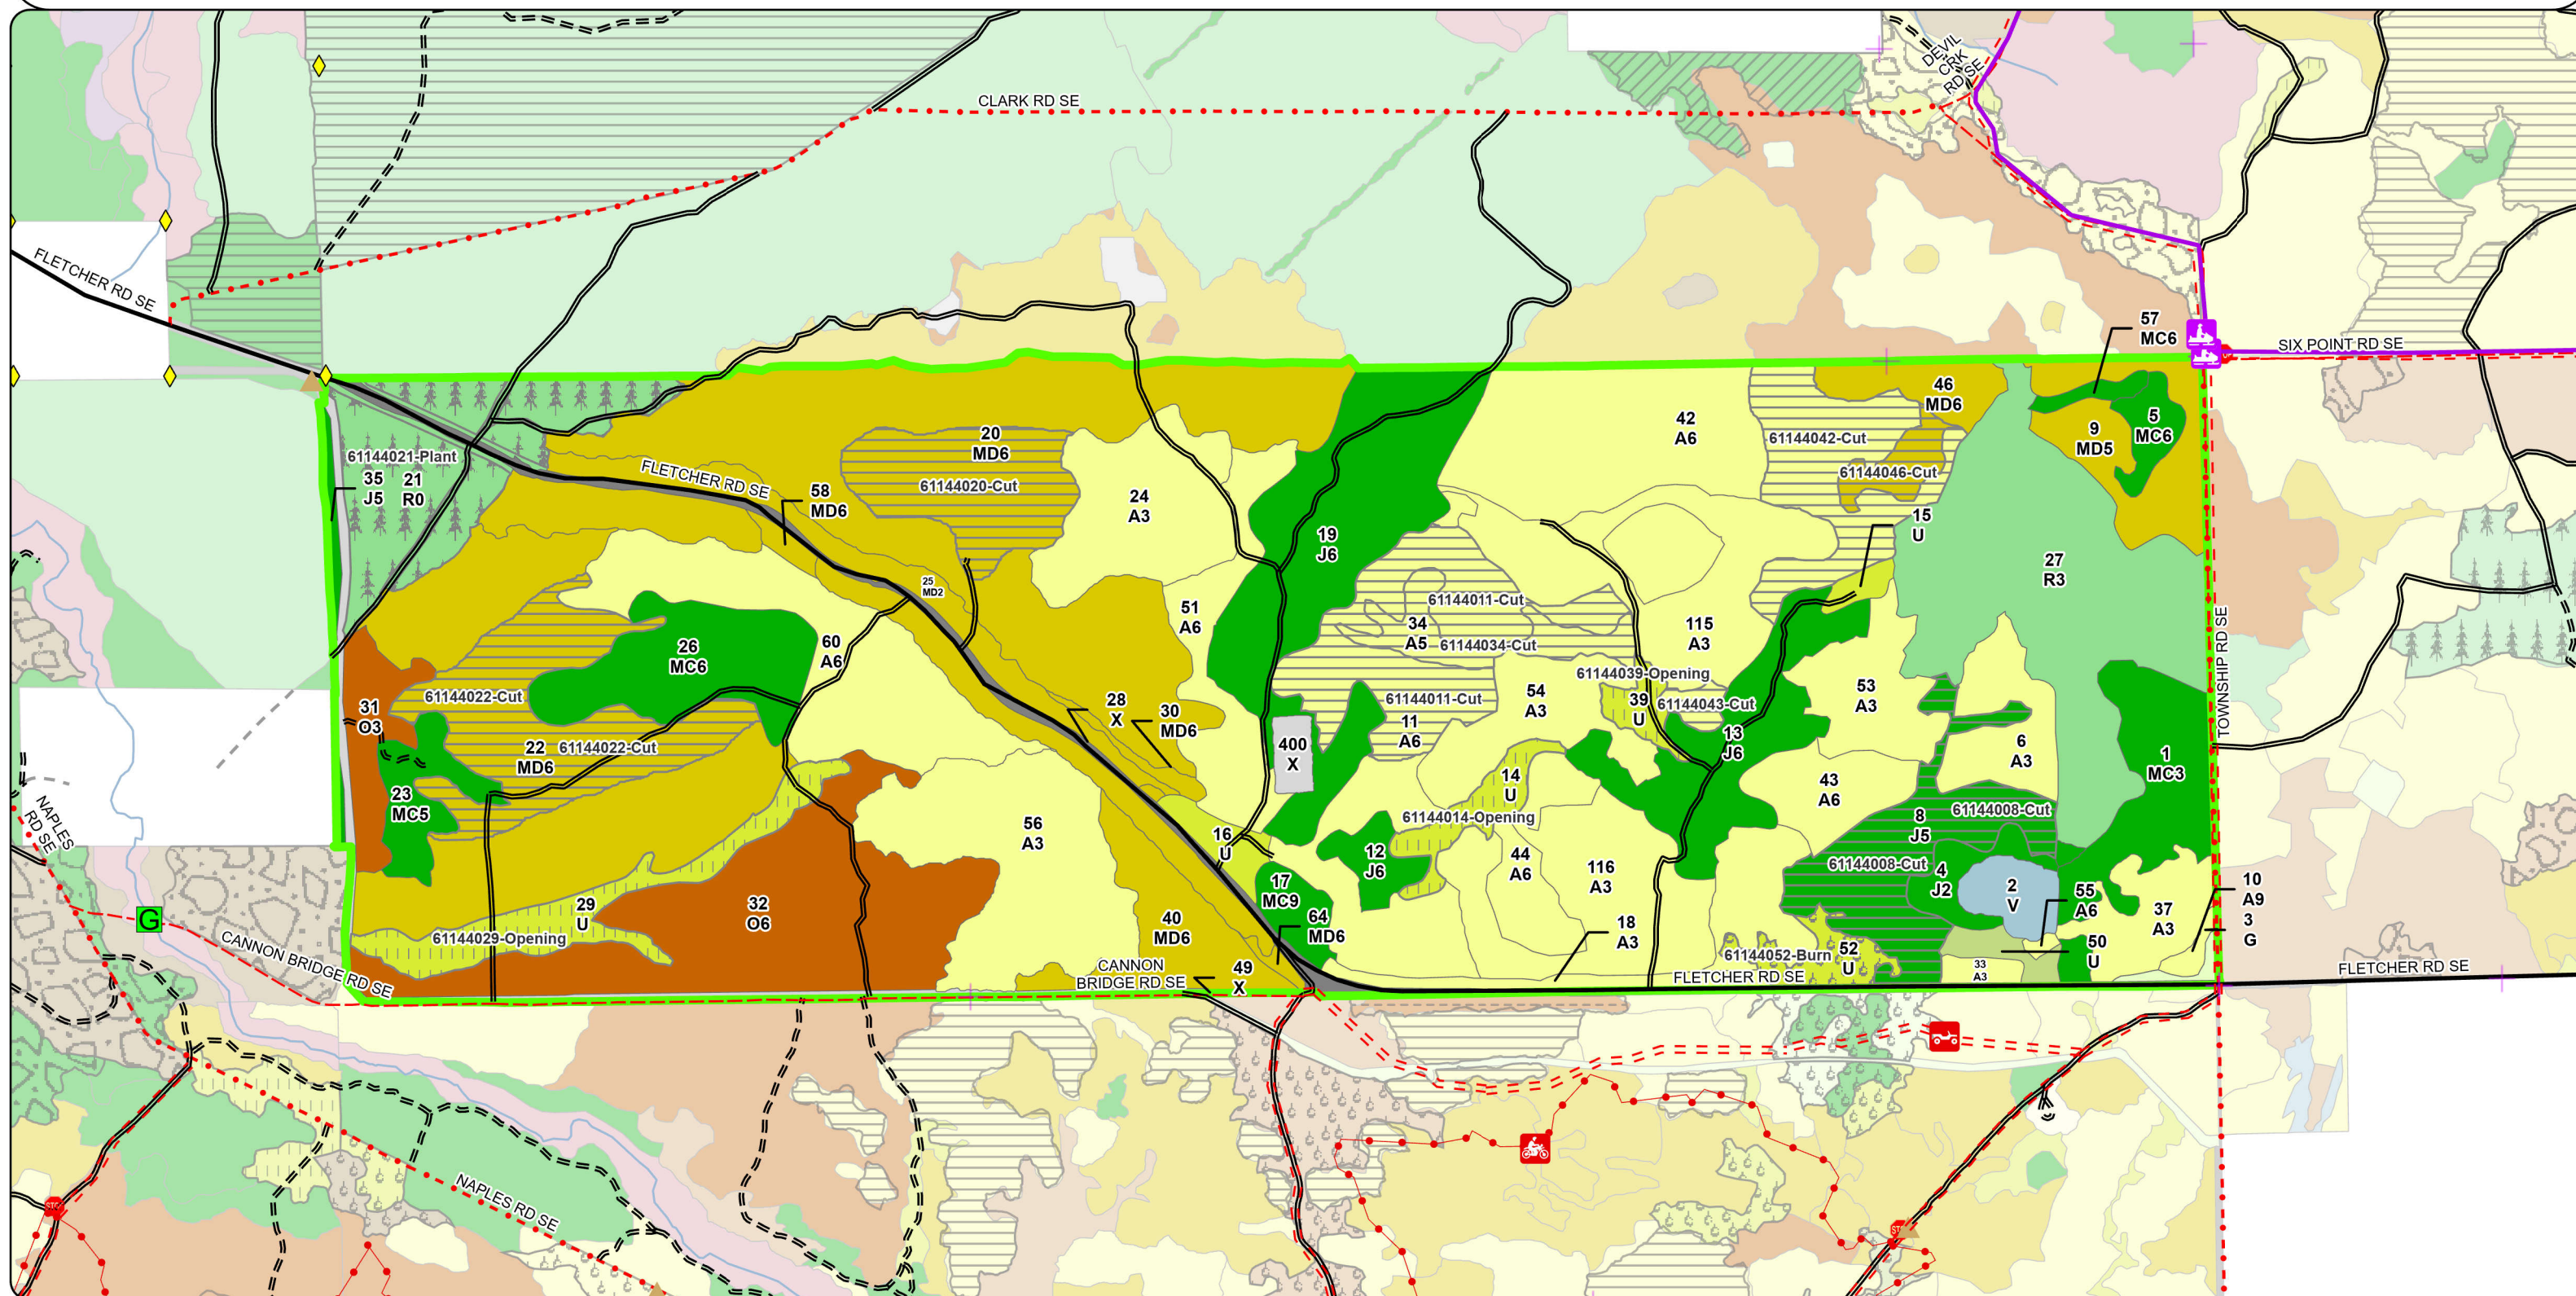 DEVIL
CRK
RD SE
CLARK RD SE
FLETCHER RD SE
57
MC6
SIX POINT RD SE
46
MD6
5
MC6
9
MD5
42
A6
61144042-Cut
61144046-Cut
20
MD6
61144020-Cut
61144021-Plant
35
J5
21
R0
FLETCHER RD SE
58
MD6
24
A3
19
J6
15
U
27
R3
25
MD2
51
A6
61144011-Cut
34
A5
61144034-Cut
115
A3
TOWNSHIP RD SE
26
MC6
60
A6
61144022-Cut
31
O3
28
X
30
MD6
61144039-Opening
54
A3
39
U
61144043-Cut
53
A3
61144011-Cut
11
A6
13
J6
6
A3
1
MC3
22
MD6
61144022-Cut
400
X
23
MC5
14
U
43
A6
61144014-Opening
8
J5
61144008-Cut
NAPLES
RD SE
56
A3
16
U
12
J6
44
A6
116
A3
61144008-Cut
4
J2
2
V
55
A6
10
A9
3
G
17
MC9
64
MD6
18
A3
37
A3
29
U
32
O6
61144029-Opening
40
MD6
G
CANNON BRIDGE RD SE
CANNON
BRIDGE RD SE
49
X
61144052-Burn
52
U
33
A3
50
U
FLETCHER RD SE
FLETCHER RD SE
NAPLES RD SE